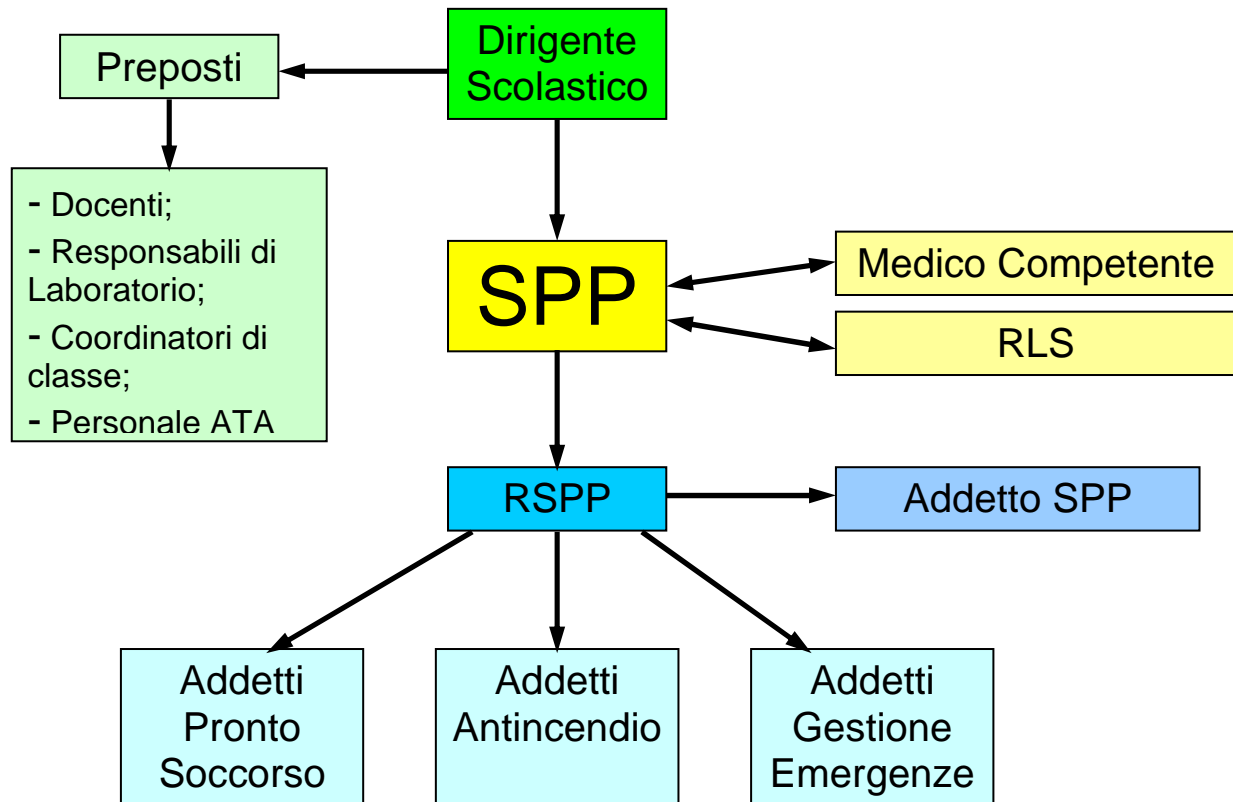 Dirigente
Scolastico
Preposti
- Docenti;
- Responsabili di
Laboratorio;
- Coordinatori di
classe;
- Personale ATA
SPP
Medico Competente
RLS
RSPP
Addetto SPP
Addetti
Pronto
Soccorso
Addetti
Antincendio
Addetti
Gestione
Emergenze